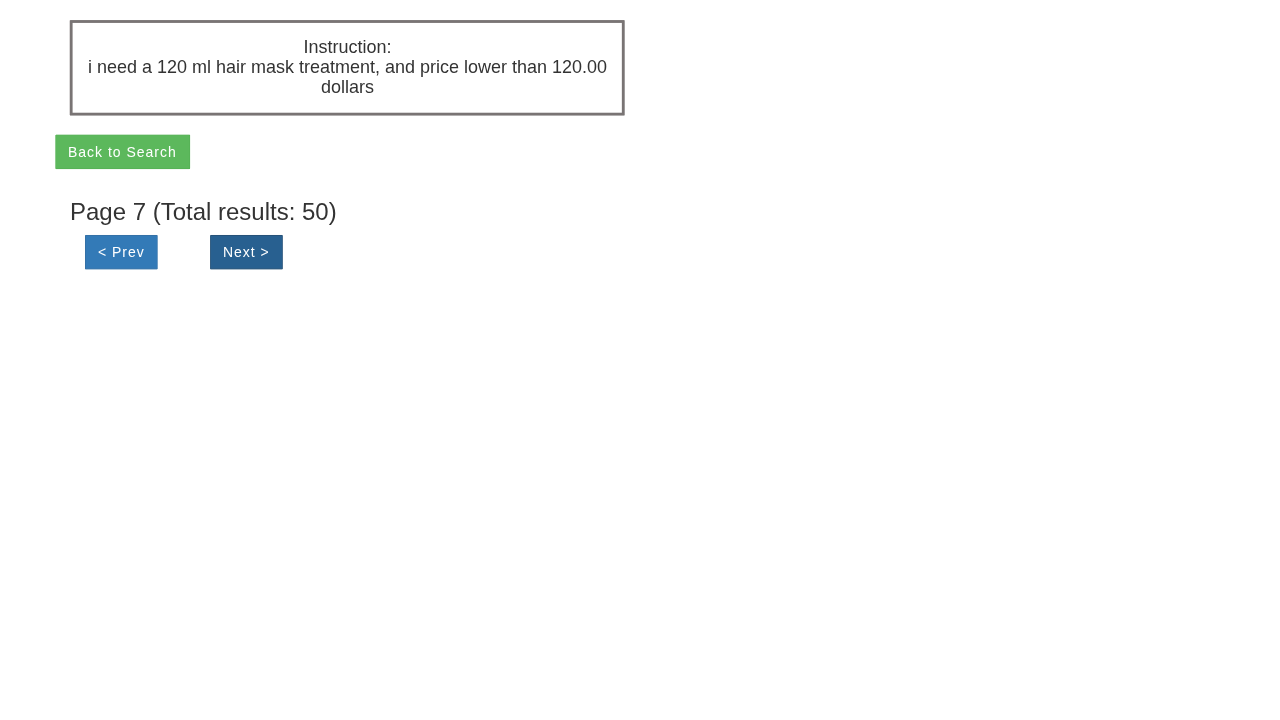 Instruction:
i need a 120 ml hair mask treatment, and price lower than 120.00
dollars
Back to Search
Page 7 (Total results: 50)
< Prev
Next >